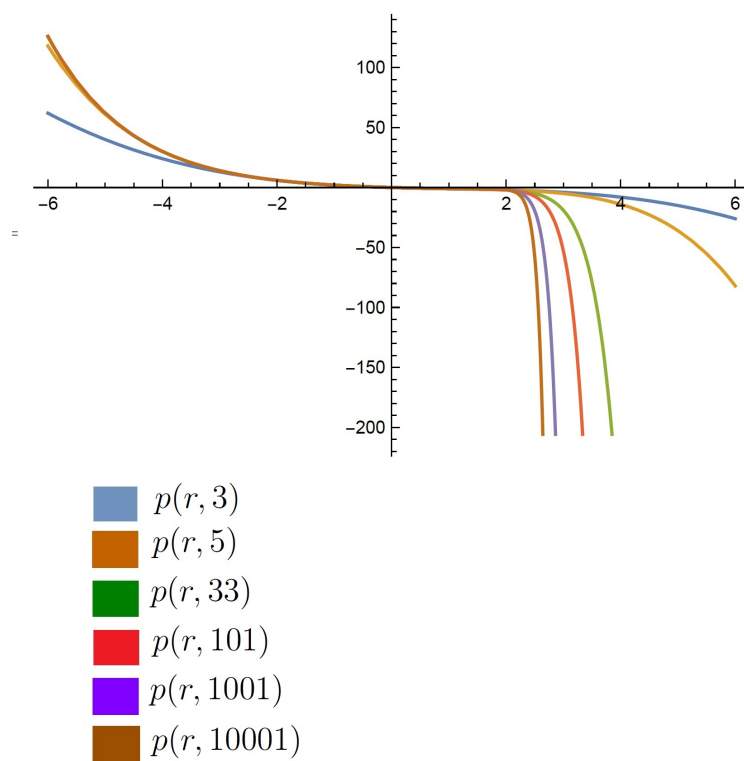 100
50
−6 −4 −2 2 4 6
−50
−100
−150
−200
p(r, 3)
p(r, 5)
p(r, 33)
p(r, 101)
p(r, 1001)
p(r, 10001)